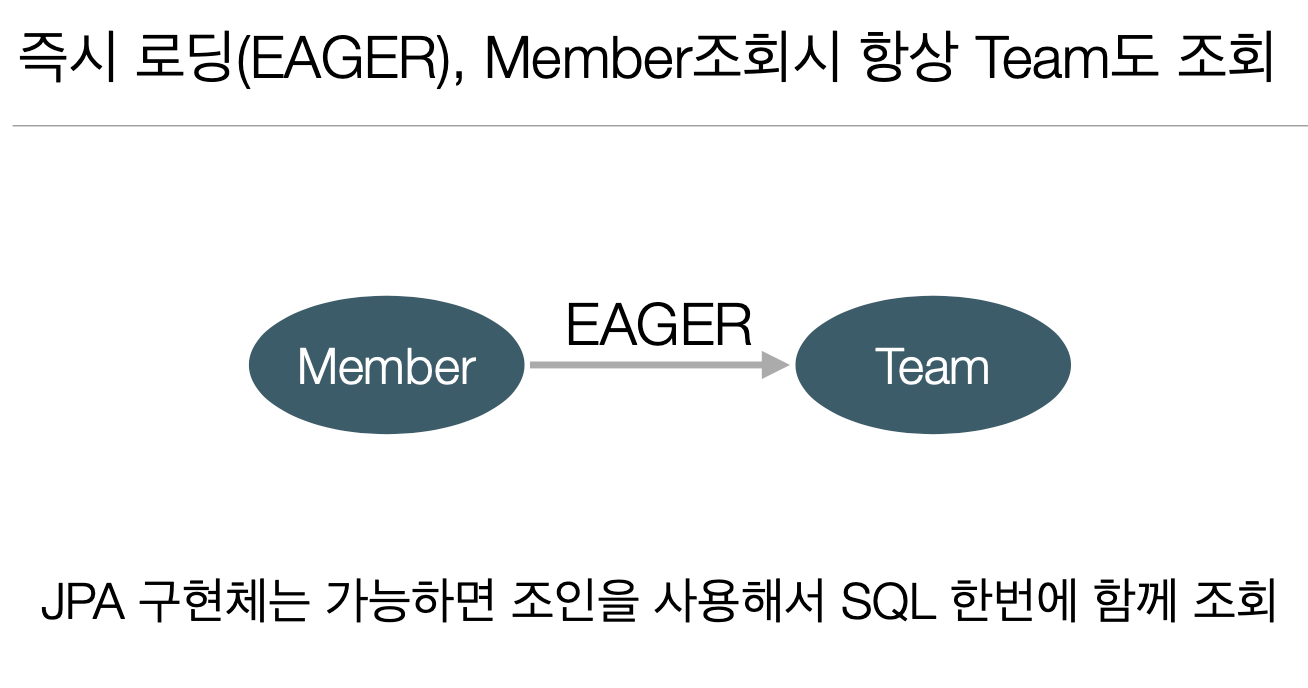 즉시 로딩(EAGER), Member조회시 항상 Team도 조회
EAGER
Member
Team
JPA 구현체는 가능하면 조인을 사용해서 SQL 한번에 함께 조회